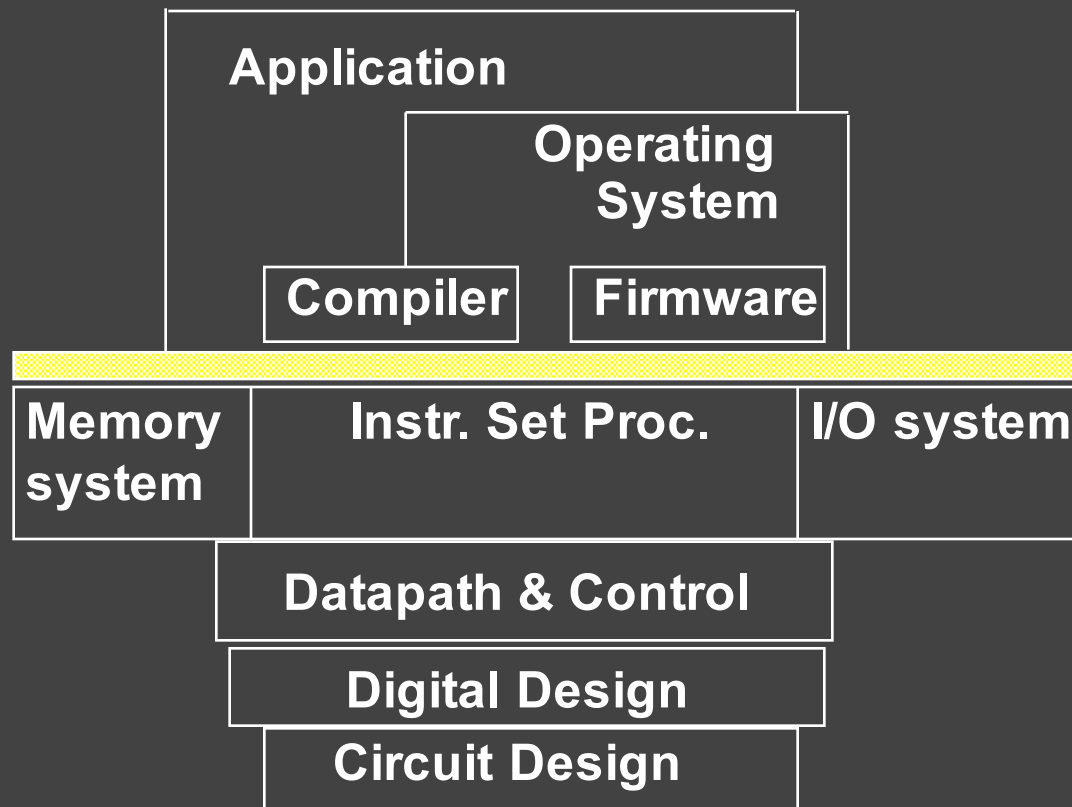 Application
Operating
System
Compiler
Firmware
Memory
system
Instr. Set Proc.
I/O system
Datapath & Control
Digital Design
Circuit Design